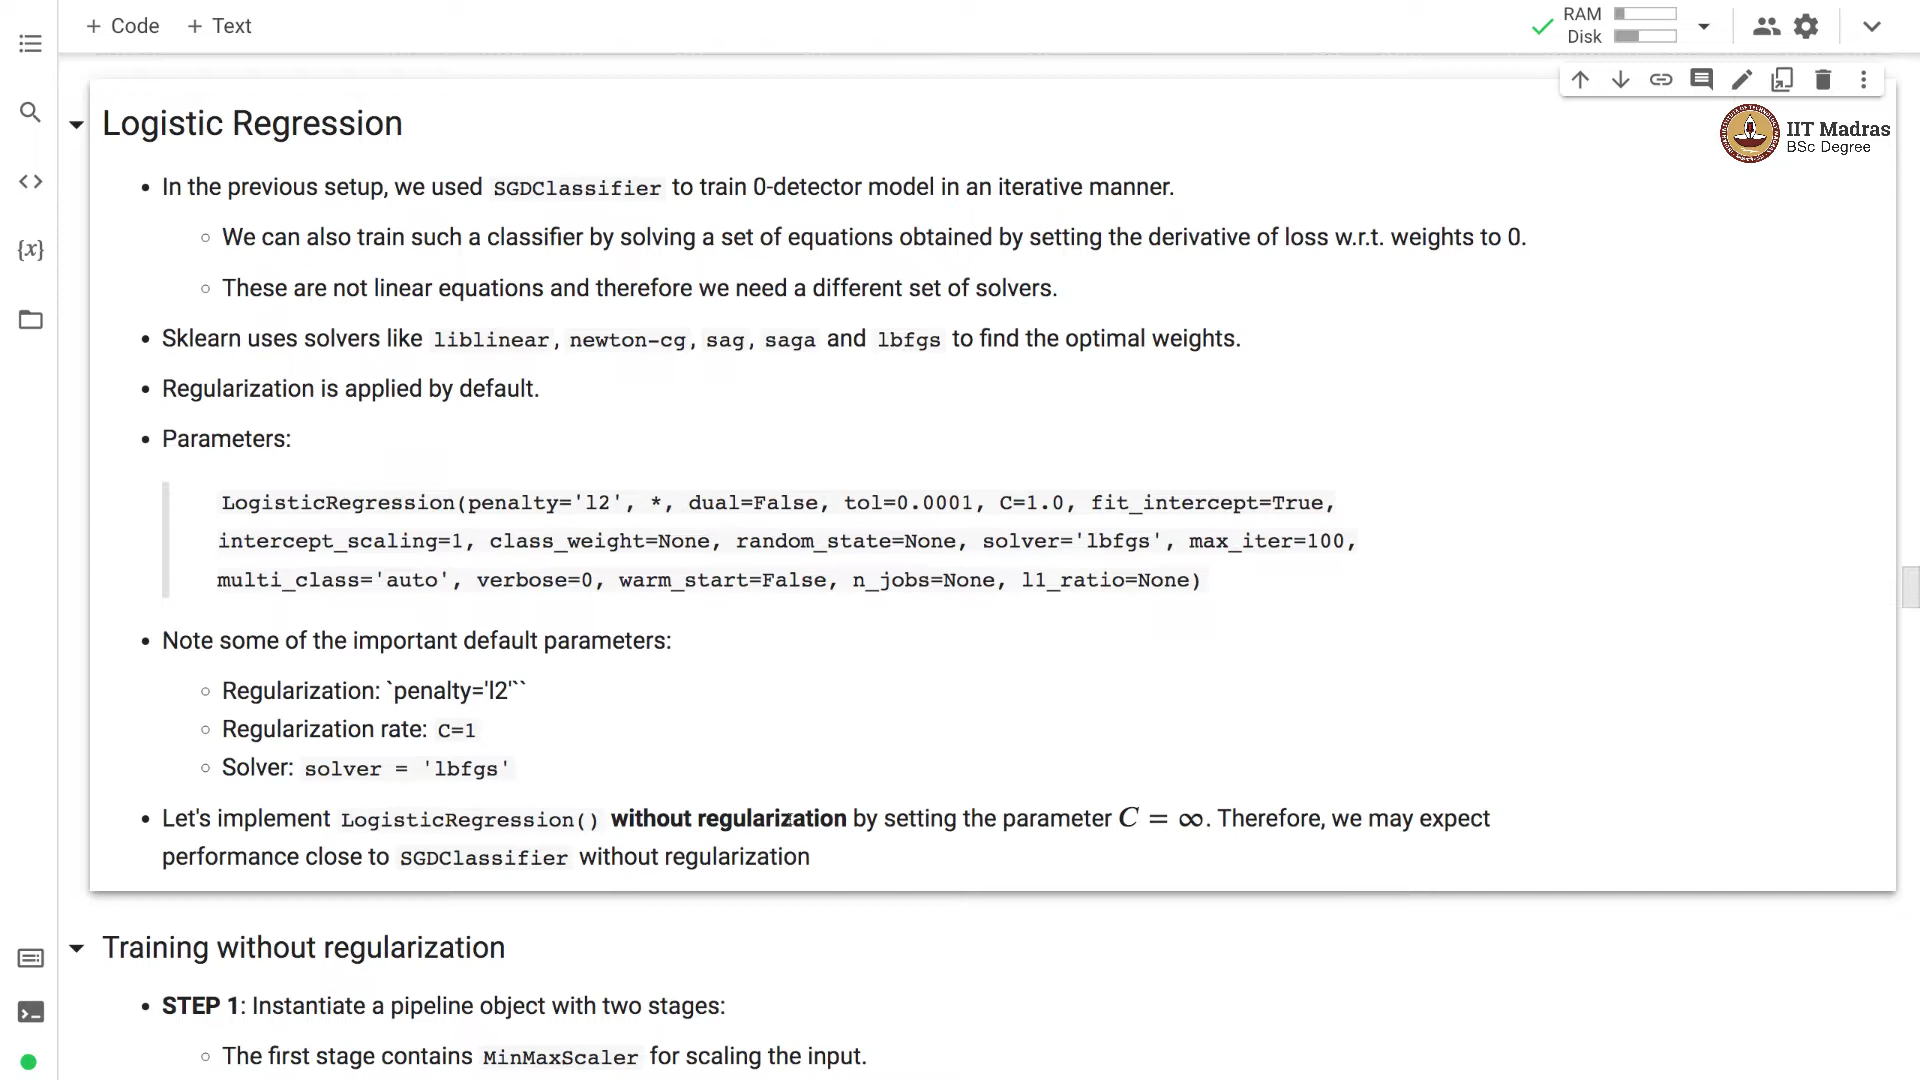 + Code + Text
RAM
Disk
Logistic Regression
IIT Madras
BSc Degree
• In the previous setup, we used SGDClassifier to train 0-detector model in an iterative manner.
○ We can also train such a classifier by solving a set of equations obtained by setting the derivative of loss w.r.t. weights to 0.
○ These are not linear equations and therefore we need a different set of solvers.
• Sklearn uses solvers like liblinear, newton-cg, sag, saga and lbfgs to find the optimal weights.
• Regularization is applied by default.
• Parameters:
LogisticRegression(penalty='l2', *, dual=False, tol=0.0001, C=1.0, fit_intercept=True,
intercept_scaling=1, class_weight=None, random_state=None, solver='lbfgs', max_iter=100,
multi_class='auto', verbose=0, warm_start=False, n_jobs=None, l1_ratio=None)
• Note some of the important default parameters:
○ Regularization: `penalty='l2'``
○ Regularization rate: C=1
○ Solver: solver = 'lbfgs'
• Let's implement LogisticRegression() without regularization by setting the parameter C = ∞. Therefore, we may expect
performance close to SGDClassifier without regularization
Training without regularization
• STEP 1: Instantiate a pipeline object with two stages:
○ The first stage contains MinMaxScaler for scaling the input.